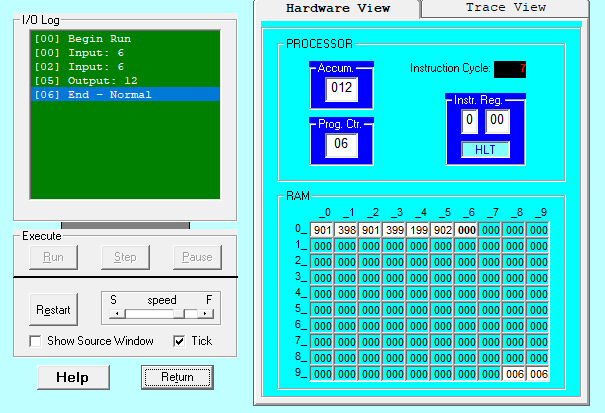 Hardware View
Trace View
I/O Log
[00] Begin Run
[00] Input: 6
[02] Input: 6
[05] Output: 12
[06] End - Normal
Execute
Run Step Pause
Restart
S speed F
Show Source Window Tick
Help Return
PROCESSOR
Accum.
012
Instruction Cycle: 7
Prog. Ctr.
06
Instr. Reg.
0 00
HLT
RAM
_0 _1 _2 _3 _4 _5 _6 _7 _8 _9
0_ 901 398 901 399 199 902 000 000 000 000
1_ 000 000 000 000 000 000 000 000 000 000
2_ 000 000 000 000 000 000 000 000 000 000
3_ 000 000 000 000 000 000 000 000 000 000
4_ 000 000 000 000 000 000 000 000 000 000
5_ 000 000 000 000 000 000 000 000 000 000
6_ 000 000 000 000 000 000 000 000 000 000
7_ 000 000 000 000 000 000 000 000 000 000
8_ 000 000 000 000 000 000 000 000 000 000
9_ 000 000 000 000 000 000 000 000 006 006